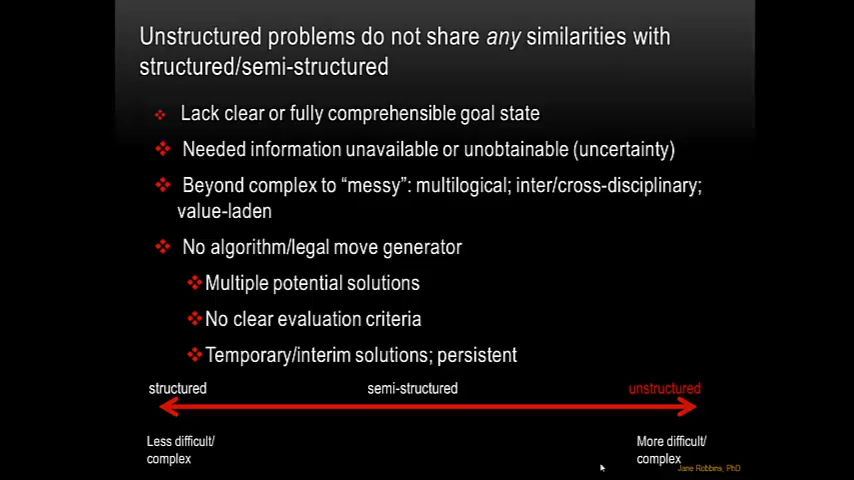 Unstructured problems do not share any similarities with
structured/semi-structured
Lack clear or fully comprehensible goal state
Needed information unavailable or unobtainable (uncertainty)
Beyond complex to “messy”: multilogical; inter/cross-disciplinary;
value-laden
No algorithm/legal move generator
Multiple potential solutions
No clear evaluation criteria
Temporary/interim solutions; persistent
structured semi-structured unstructured
Less difficult/ More difficult/
complex complex
Jane Robbins, PhD